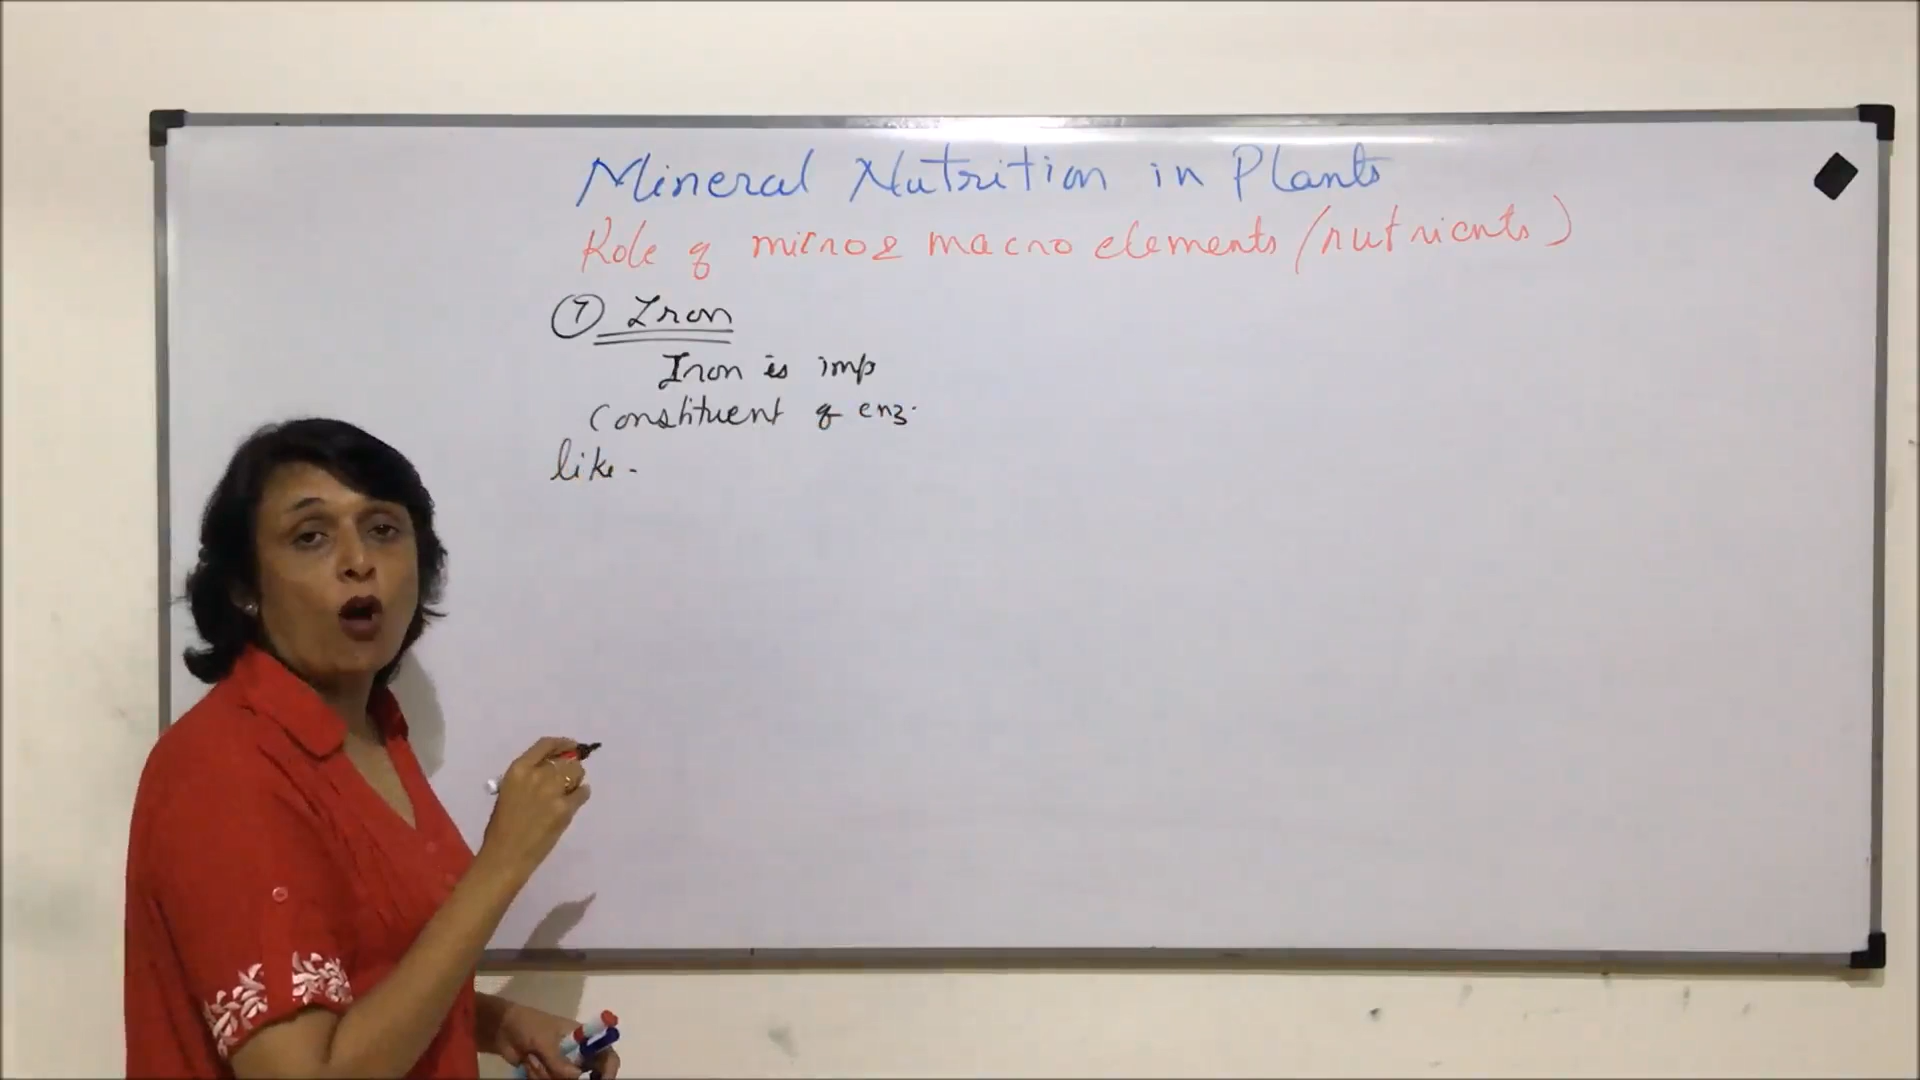 Mineral Nutrition in Plants
Role of micro & macro elements (nutrients)
7 Iron
Iron is imp
Constituent of enz.
like -